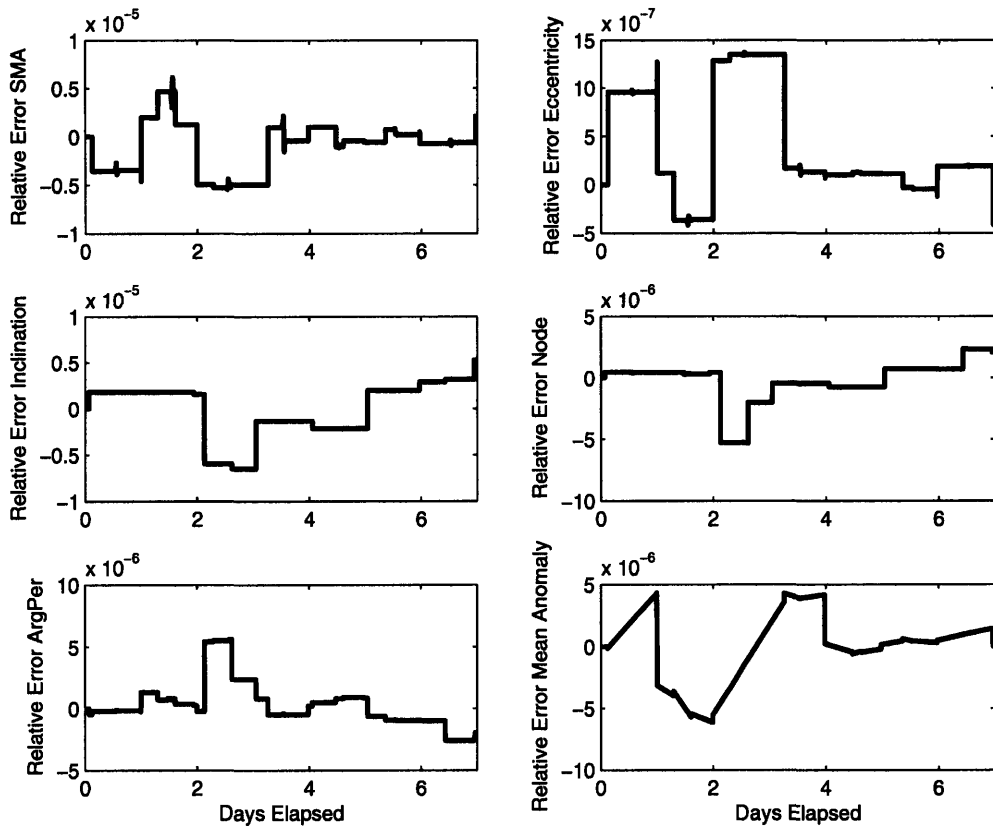 x 10⁻⁵
1
0.5
0
−0.5
−1
0 2 4 6
Relative Error SMA
x 10⁻⁷
15
10
5
0
−5
0 2 4 6
Relative Error Eccentricity
x 10⁻⁵
1
0.5
0
−0.5
−1
0 2 4 6
Relative Error Inclination
x 10⁻⁶
5
0
−5
−10
0 2 4 6
Relative Error Node
x 10⁻⁶
10
5
0
−5
0 2 4 6
Relative Error ArgPer
Days Elapsed
x 10⁻⁶
5
0
−5
−10
0 2 4 6
Relative Error Mean Anomaly
Days Elapsed